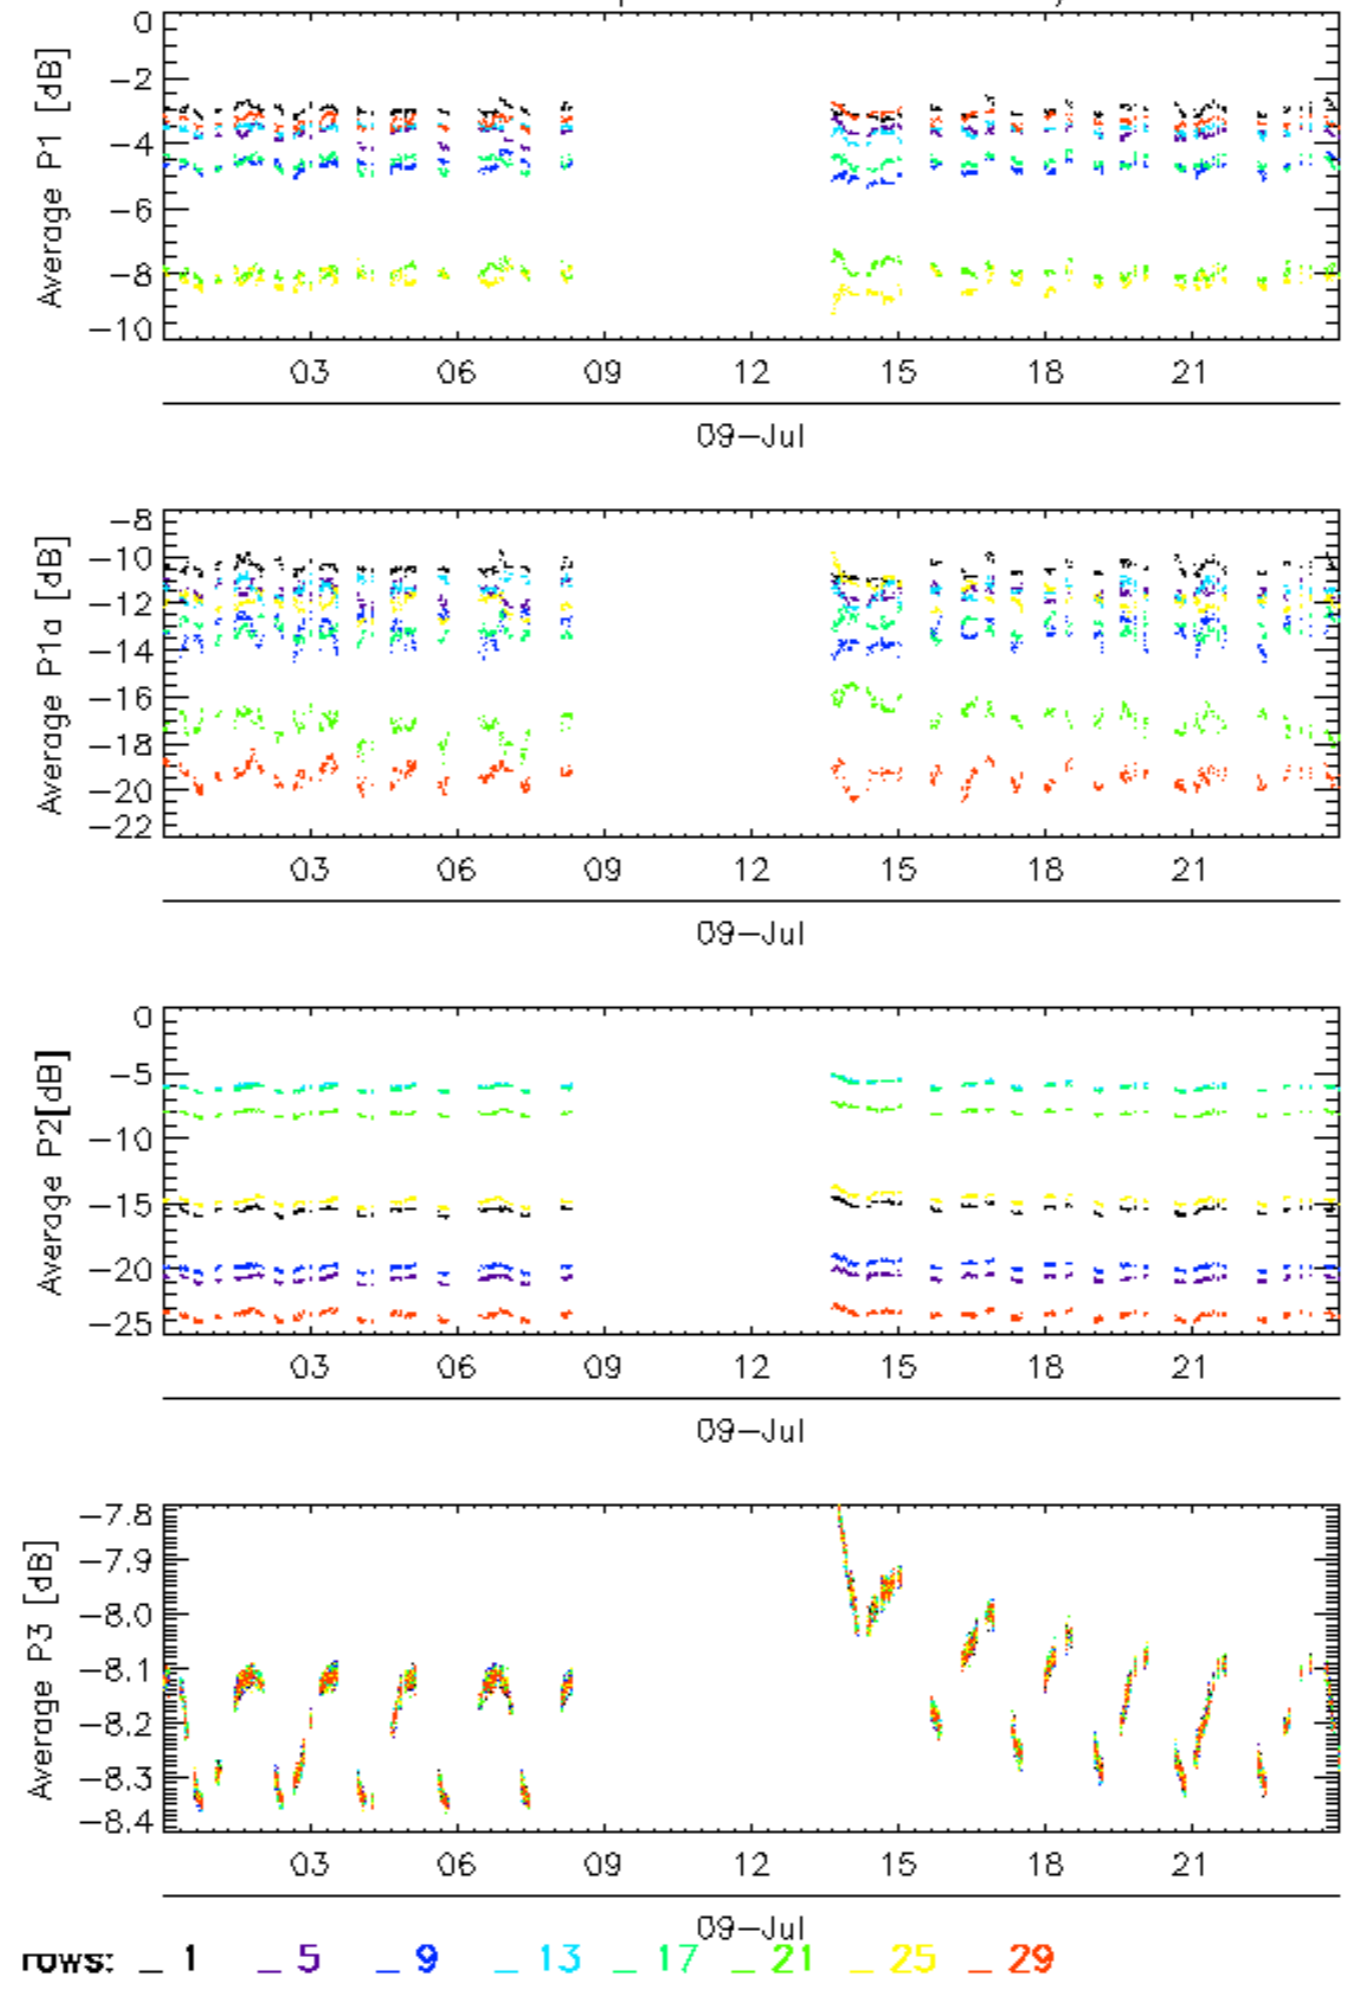 0
-2
-4
-6
-8
-10
Average P1 [dB]
03 06 09 12 15 18 21
09-Jul
-8
-10
-12
-14
-16
-18
-20
-22
Average P1a [dB]
03 06 09 12 15 18 21
09-Jul
0
-5
-10
-15
-20
-25
Average P2[dB]
03 06 09 12 15 18 21
09-Jul
-7.8
-7.9
-8.0
-8.1
-8.2
-8.3
-8.4
Average P3 [dB]
03 06 09 12 15 18 21
09-Jul
rows: _ 1 _ 5 _ 9 _ 13 _ 17 _ 21 _ 25 _ 29